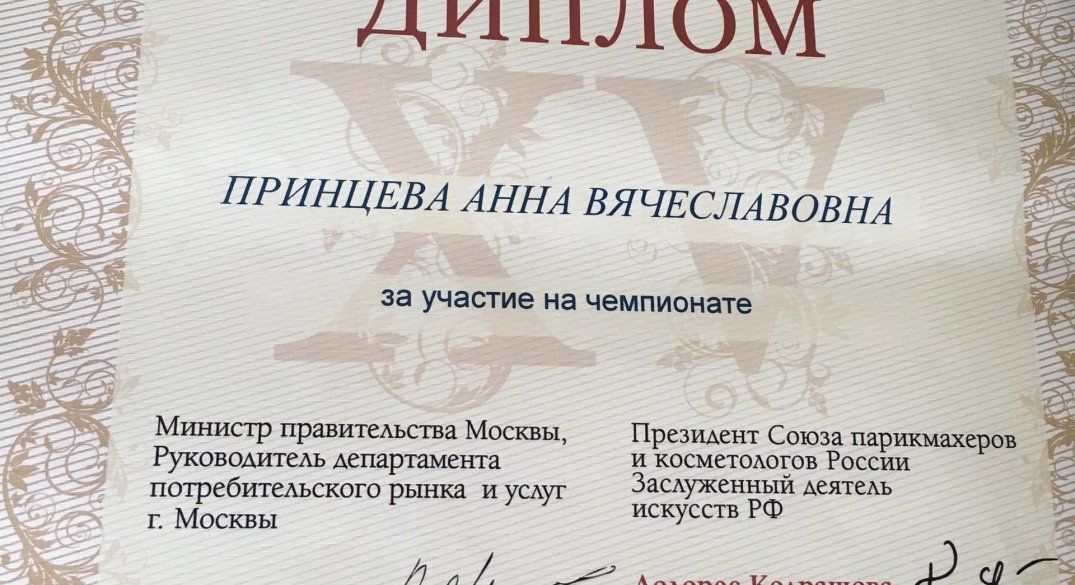 ДИПЛОМ
XV
ПРИНЦЕВА АННА ВЯЧЕСЛАВОВНА
за участие на чемпионате
Министр правительства Москвы,
Руководитель департамента
потребительского рынка и услуг
г. Москвы
Президент Союза парикмахеров
и косметологов России
Заслуженный деятель
искусств РФ